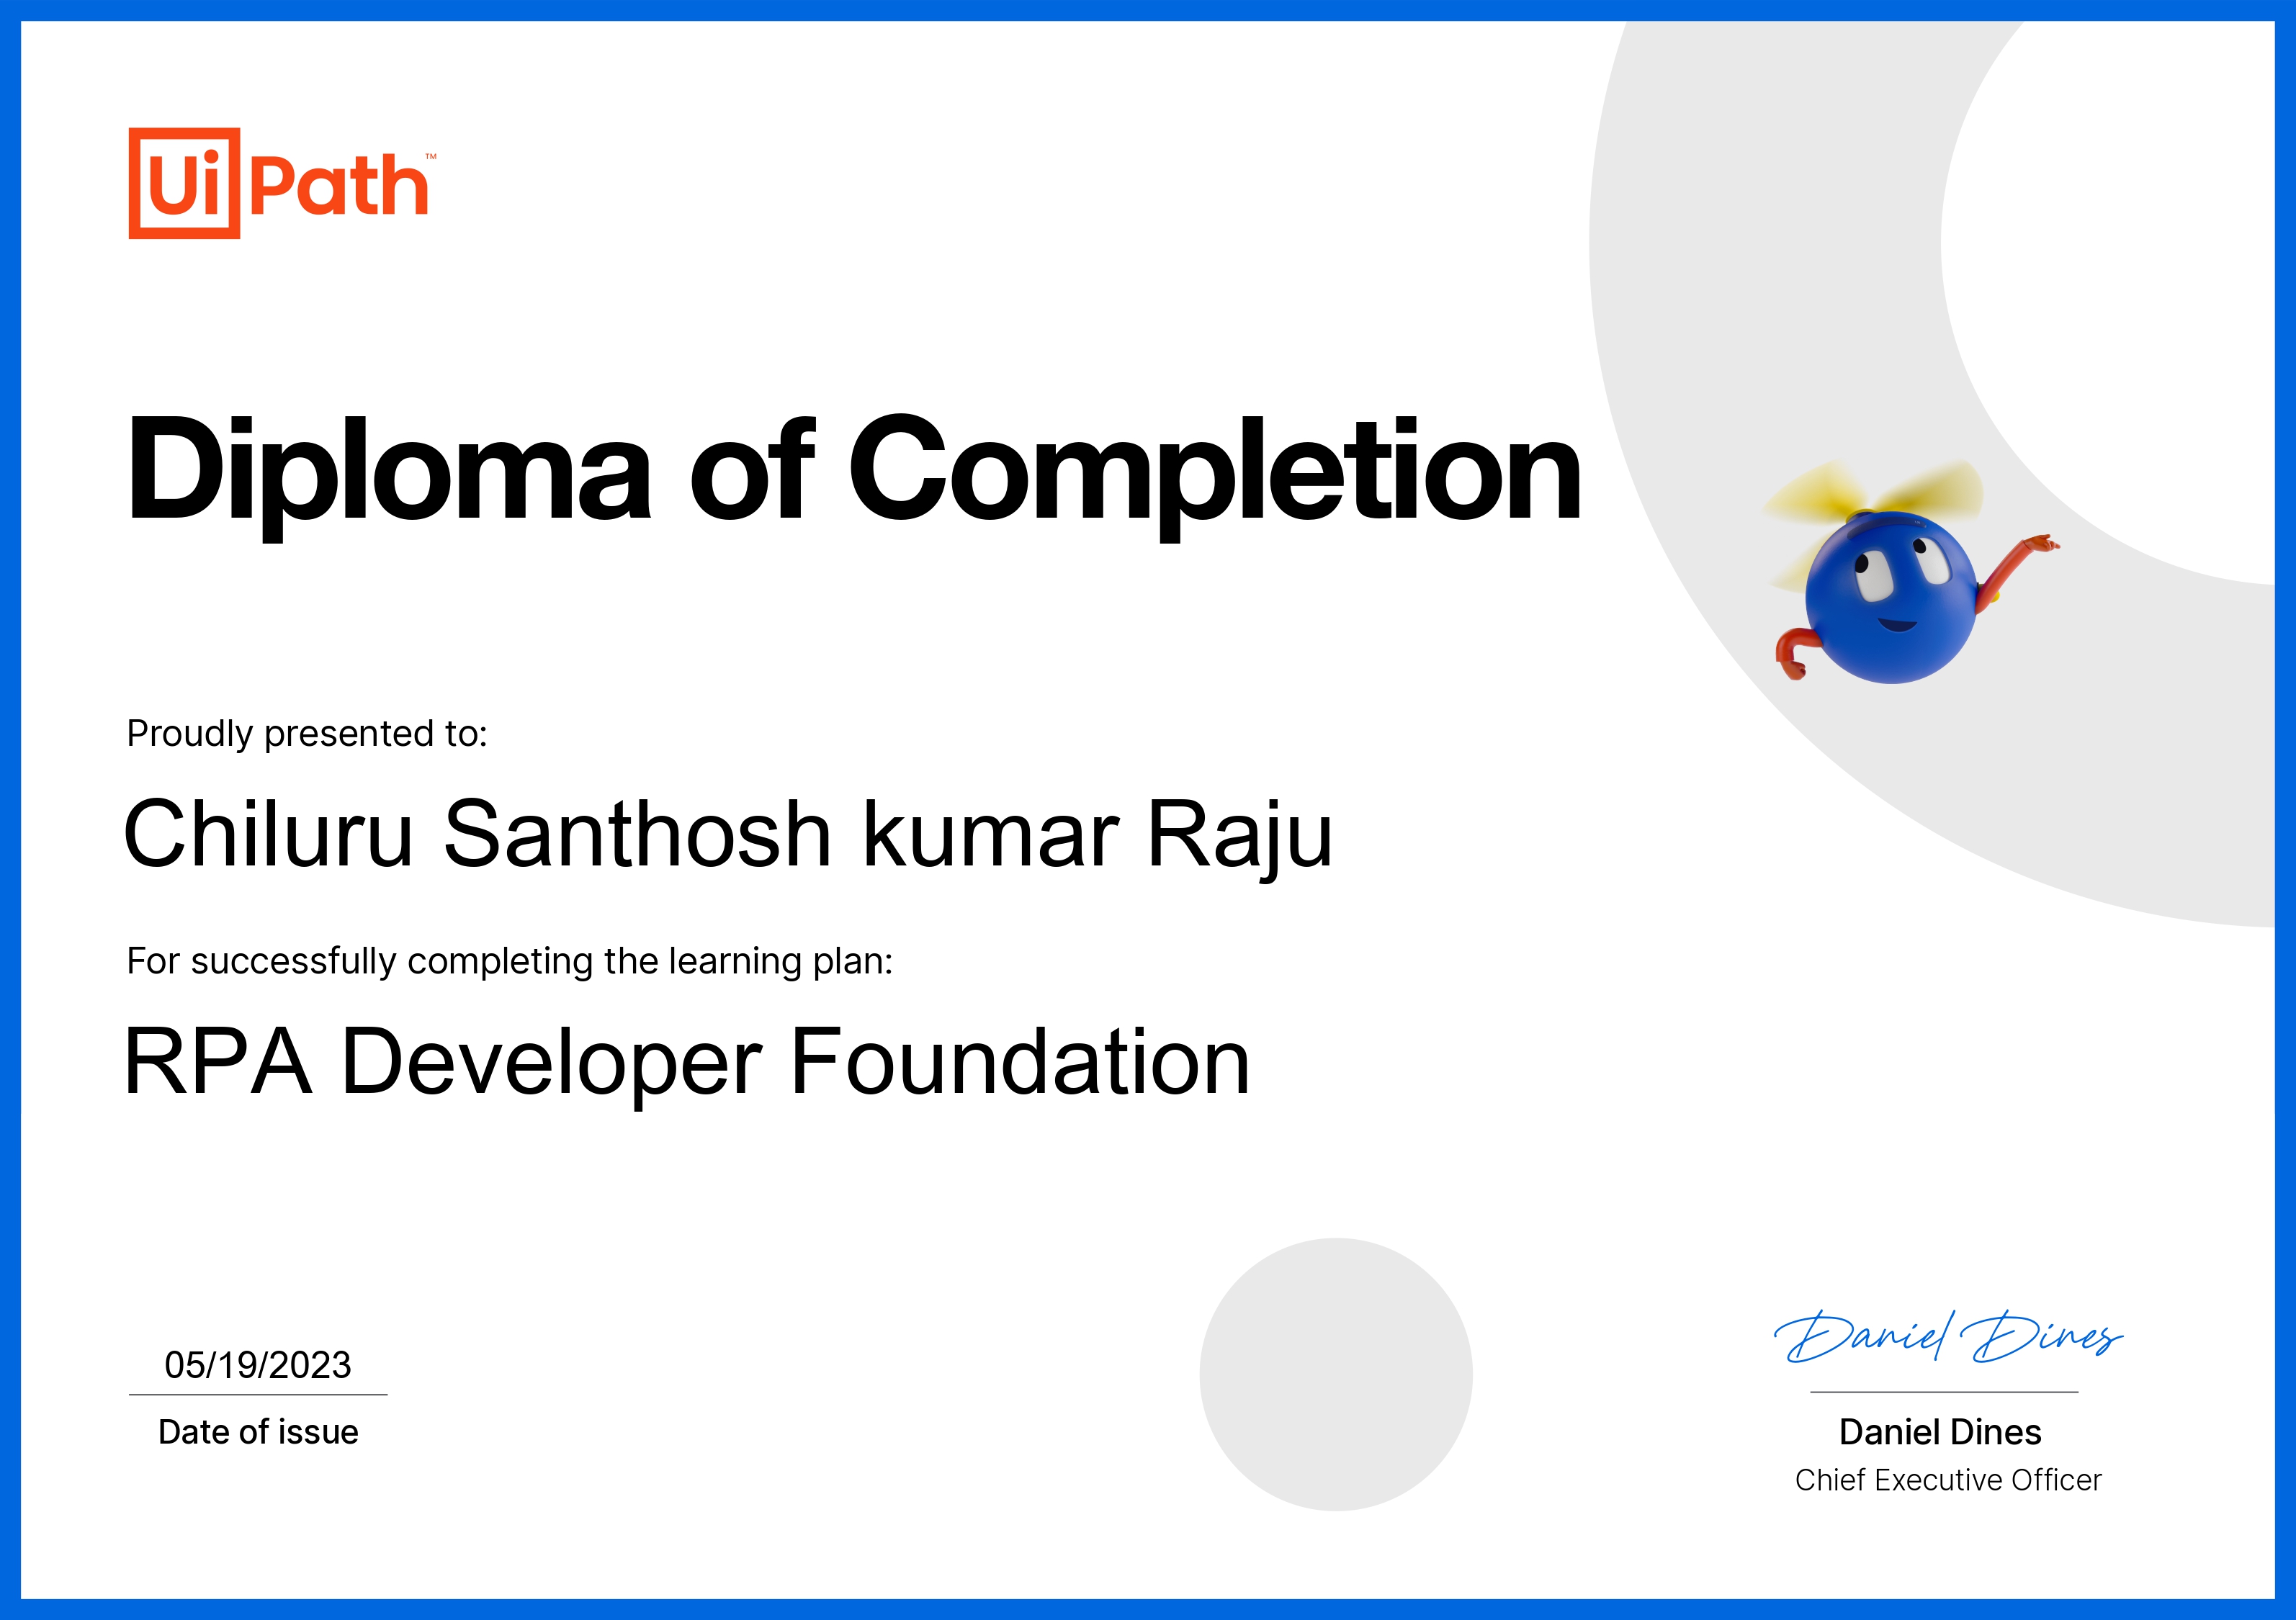 UiPath™
Diploma of Completion
Proudly presented to:
Chiluru Santhosh kumar Raju
For successfully completing the learning plan:
RPA Developer Foundation
05/19/2023
Date of issue
Daniel Dines
Daniel Dines
Chief Executive Officer